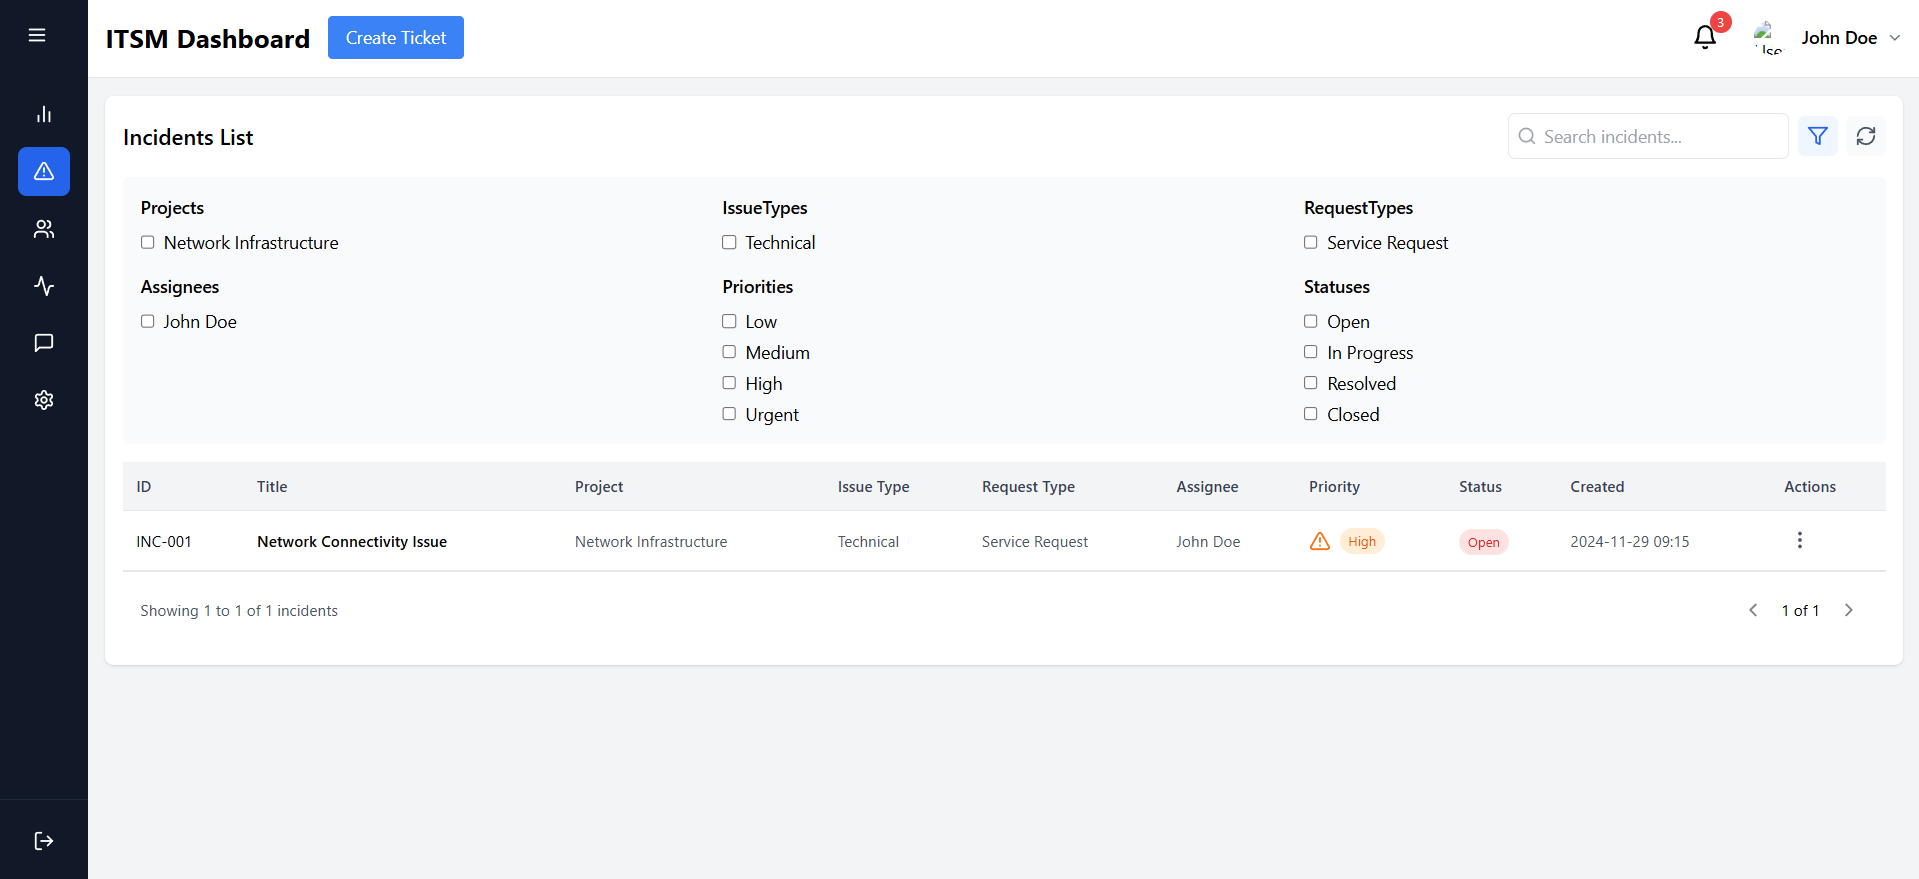 ITSM Dashboard
Create Ticket
3
John Doe
Incidents List
Search incidents...
Projects
IssueTypes
RequestTypes
Network Infrastructure
Technical
Service Request
Assignees
Priorities
Statuses
John Doe
Low
Open
Medium
In Progress
High
Resolved
Urgent
Closed
ID Title Project Issue Type Request Type Assignee Priority Status Created Actions
INC-001 Network Connectivity Issue Network Infrastructure Technical Service Request John Doe High Open 2024-11-29 09:15
Showing 1 to 1 of 1 incidents
1 of 1